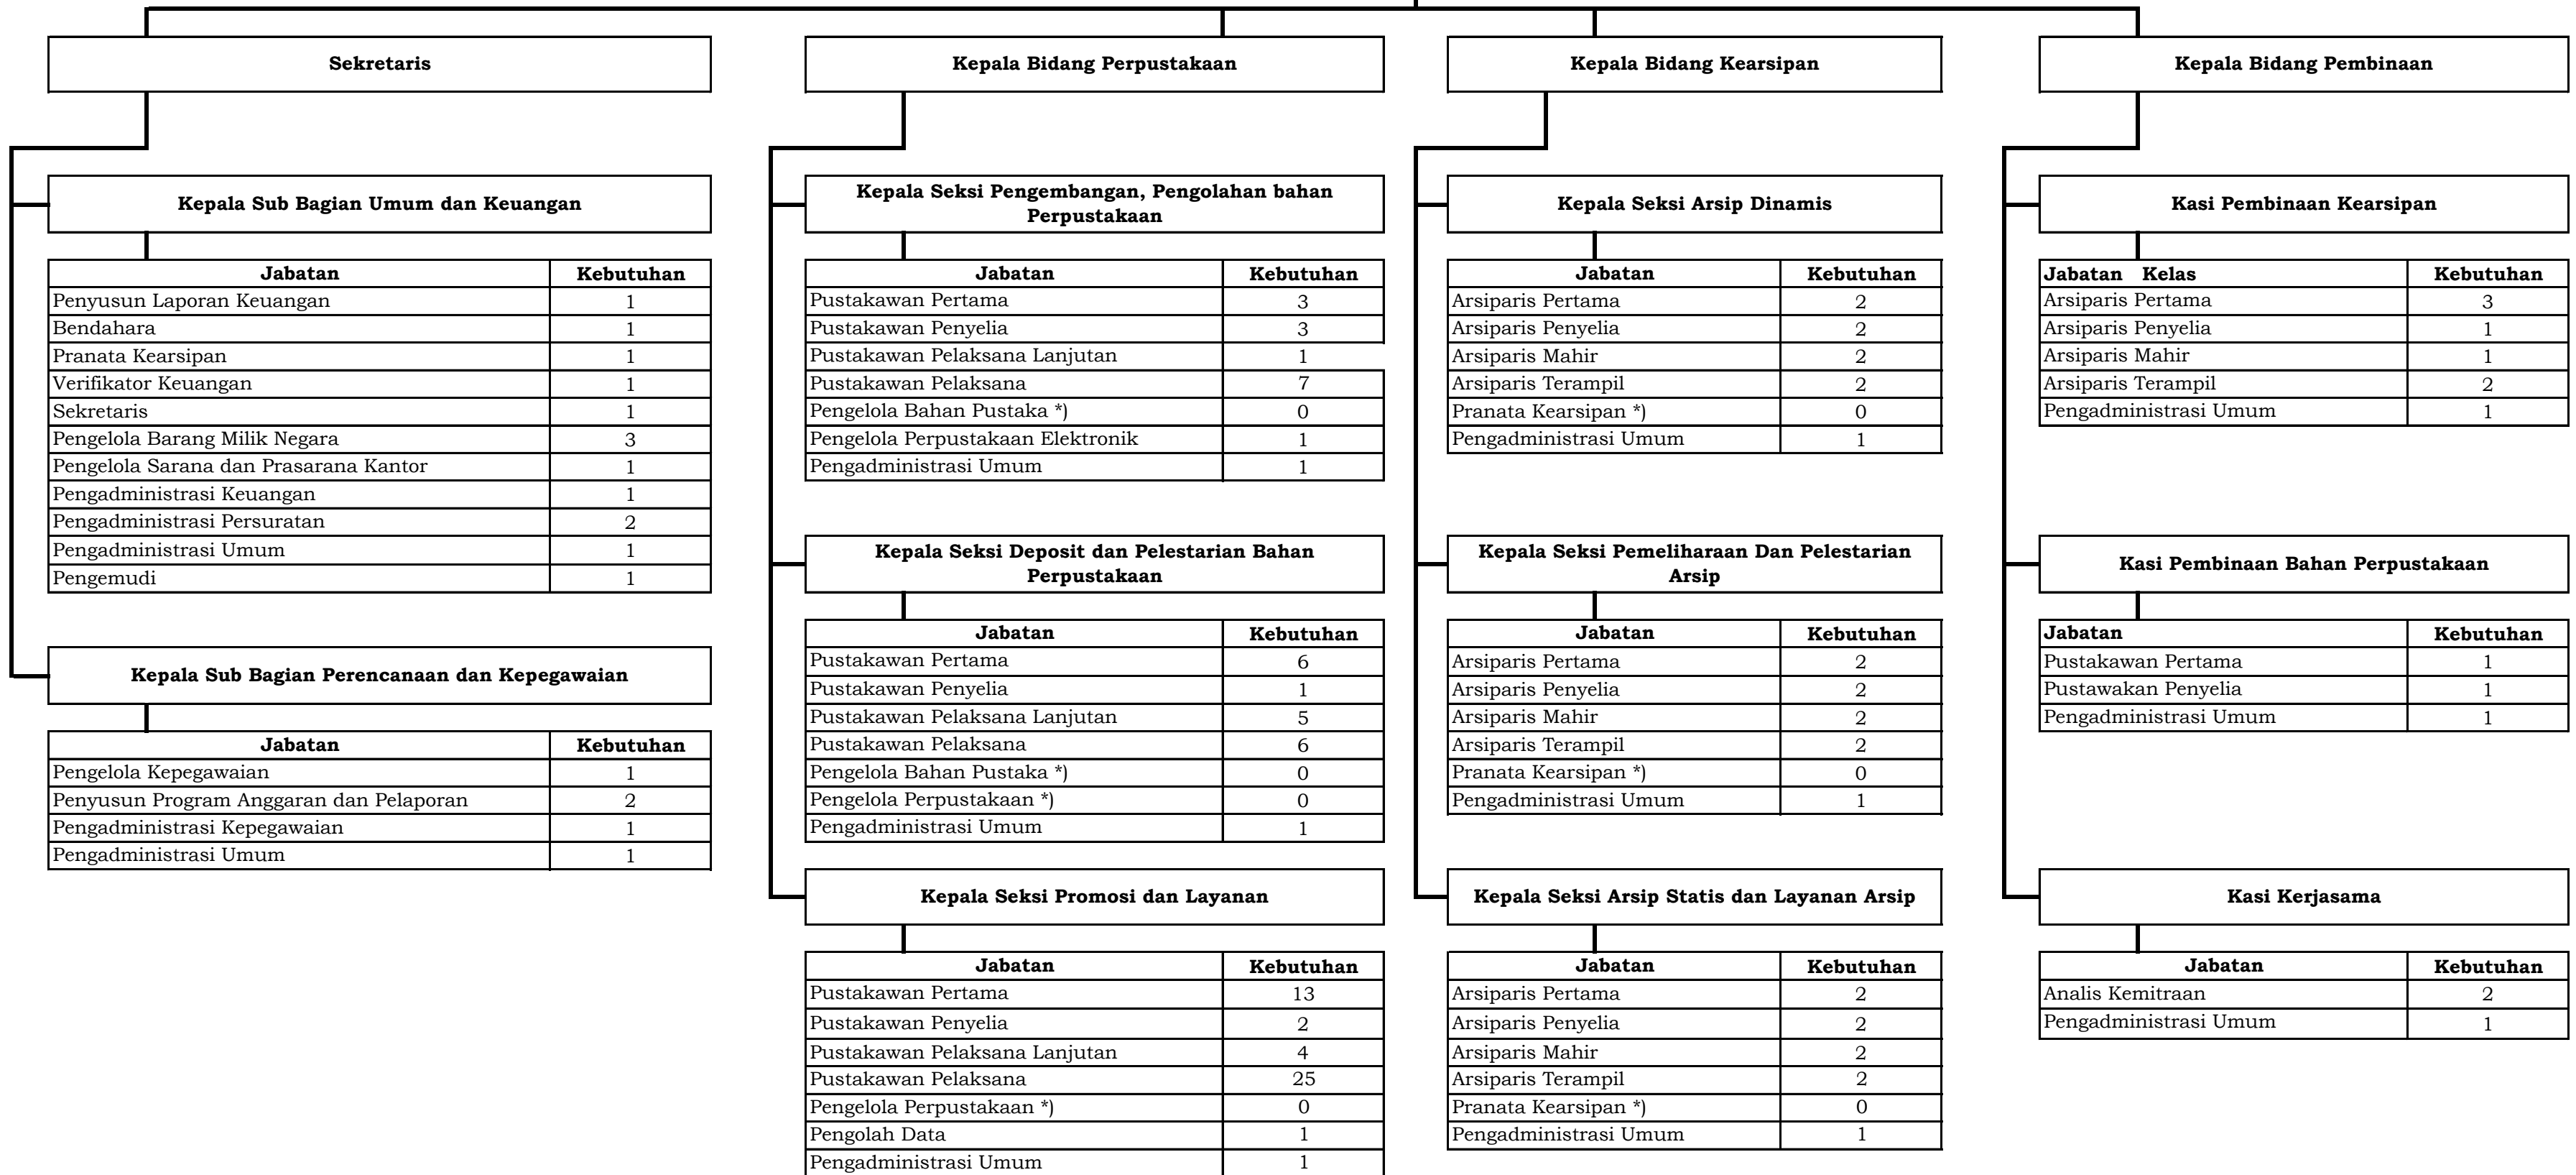 Sekretaris
Kepala Sub Bagian Umum dan Keuangan
Jabatan Kebutuhan
Penyusun Laporan Keuangan 1
Bendahara 1
Pranata Kearsipan 1
Verifikator Keuangan 1
Sekretaris 1
Pengelola Barang Milik Negara 3
Pengelola Sarana dan Prasarana Kantor 1
Pengadministrasi Keuangan 1
Pengadministrasi Persuratan 2
Pengadministrasi Umum 1
Pengemudi 1
Kepala Sub Bagian Perencanaan dan Kepegawaian
Jabatan Kebutuhan
Pengelola Kepegawaian 1
Penyusun Program Anggaran dan Pelaporan 2
Pengadministrasi Kepegawaian 1
Pengadministrasi Umum 1
Kepala Bidang Perpustakaan
Kepala Seksi Pengembangan, Pengolahan bahan
Perpustakaan
Jabatan Kebutuhan
Pustakawan Pertama 3
Pustakawan Penyelia 3
Pustakawan Pelaksana Lanjutan 1
Pustakawan Pelaksana 7
Pengelola Bahan Pustaka *) 0
Pengelola Perpustakaan Elektronik 1
Pengadministrasi Umum 1
Kepala Seksi Deposit dan Pelestarian Bahan
Perpustakaan
Jabatan Kebutuhan
Pustakawan Pertama 6
Pustakawan Penyelia 1
Pustakawan Pelaksana Lanjutan 5
Pustakawan Pelaksana 6
Pengelola Bahan Pustaka *) 0
Pengelola Perpustakaan *) 0
Pengadministrasi Umum 1
Kepala Seksi Promosi dan Layanan
Jabatan Kebutuhan
Pustakawan Pertama 13
Pustakawan Penyelia 2
Pustakawan Pelaksana Lanjutan 4
Pustakawan Pelaksana 25
Pengelola Perpustakaan *) 0
Pengolah Data 1
Pengadministrasi Umum 1
Kepala Bidang Kearsipan
Kepala Seksi Arsip Dinamis
Jabatan Kebutuhan
Arsiparis Pertama 2
Arsiparis Penyelia 2
Arsiparis Mahir 2
Arsiparis Terampil 2
Pranata Kearsipan *) 0
Pengadministrasi Umum 1
Kepala Seksi Pemeliharaan Dan Pelestarian
Arsip
Jabatan Kebutuhan
Arsiparis Pertama 2
Arsiparis Penyelia 2
Arsiparis Mahir 2
Arsiparis Terampil 2
Pranata Kearsipan *) 0
Pengadministrasi Umum 1
Kepala Seksi Arsip Statis dan Layanan Arsip
Jabatan Kebutuhan
Arsiparis Pertama 2
Arsiparis Penyelia 2
Arsiparis Mahir 2
Arsiparis Terampil 2
Pranata Kearsipan *) 0
Pengadministrasi Umum 1
Kepala Bidang Pembinaan
Kasi Pembinaan Kearsipan
Jabatan Kelas Kebutuhan
Arsiparis Pertama 3
Arsiparis Penyelia 1
Arsiparis Mahir 1
Arsiparis Terampil 2
Pengadministrasi Umum 1
Kasi Pembinaan Bahan Perpustakaan
Jabatan Kebutuhan
Pustakawan Pertama 1
Pustawakan Penyelia 1
Pengadministrasi Umum 1
Kasi Kerjasama
Jabatan Kebutuhan
Analis Kemitraan 2
Pengadministrasi Umum 1